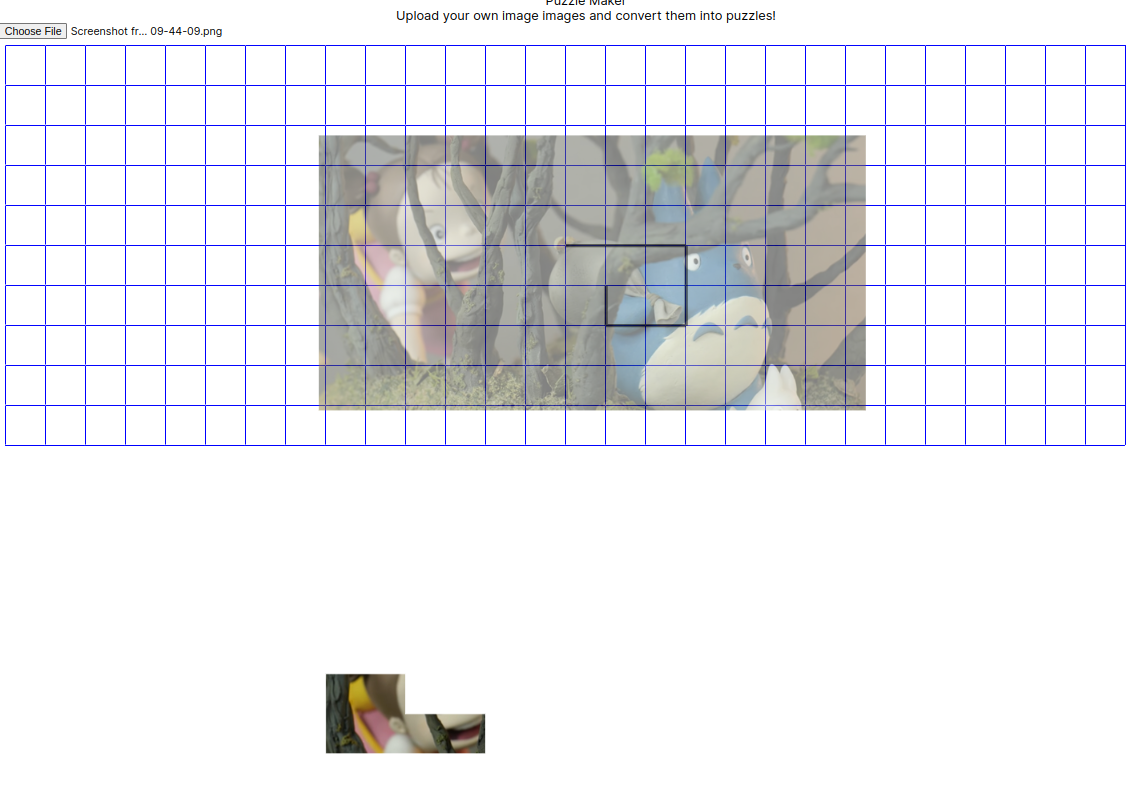 Puzzle Maker
Upload your own image images and convert them into puzzles!
Choose File Screenshot fr... 09-44-09.png